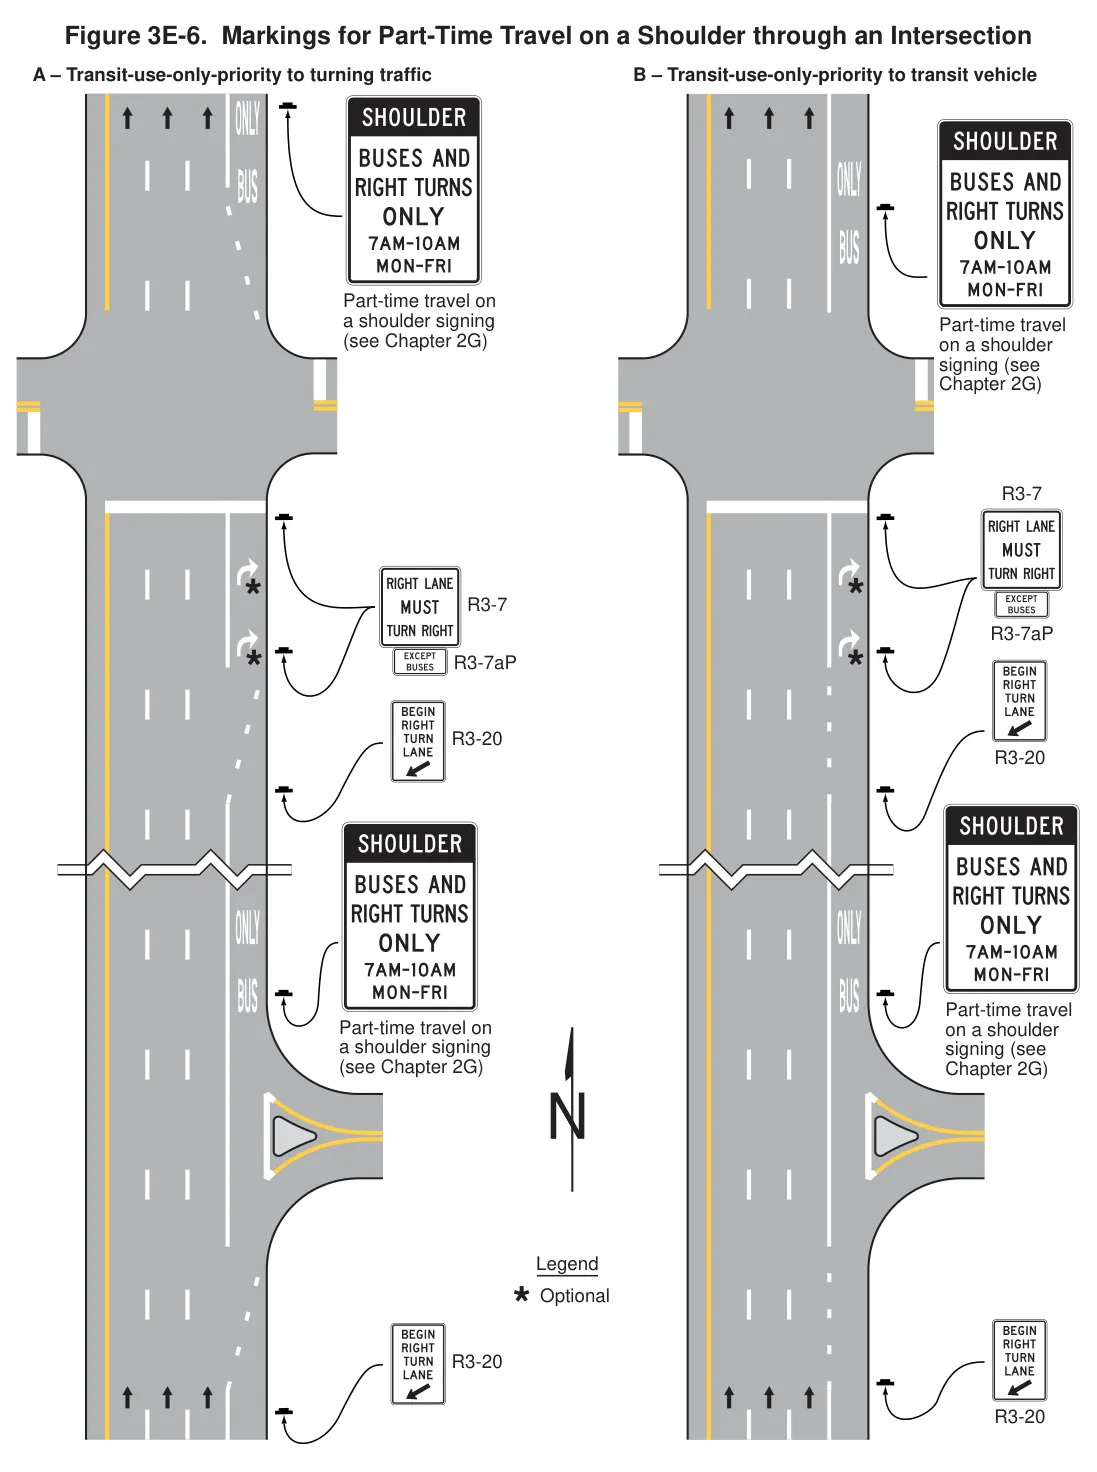 Figure 3E-6.  Markings for Part-Time Travel on a Shoulder through an Intersection
A – Transit-use-only-priority to turning traffic
ONLY
BUS
SHOULDER
BUSES AND
RIGHT TURNS
ONLY
7AM–10AM
MON–FRI
Part-time travel on
a shoulder signing
(see Chapter 2G)
*
*
RIGHT LANE
MUST
TURN RIGHT
R3-7
EXCEPT
BUSES
R3-7aP
BEGIN
RIGHT
TURN
LANE
R3-20
ONLY
BUS
SHOULDER
BUSES AND
RIGHT TURNS
ONLY
7AM–10AM
MON–FRI
Part-time travel on
a shoulder signing
(see Chapter 2G)
BEGIN
RIGHT
TURN
LANE
R3-20
N
Legend
* Optional
B – Transit-use-only-priority to transit vehicle
ONLY
BUS
SHOULDER
BUSES AND
RIGHT TURNS
ONLY
7AM–10AM
MON–FRI
Part-time travel
on a shoulder
signing (see
Chapter 2G)
*
*
R3-7
RIGHT LANE
MUST
TURN RIGHT
EXCEPT
BUSES
R3-7aP
BEGIN
RIGHT
TURN
LANE
R3-20
ONLY
BUS
SHOULDER
BUSES AND
RIGHT TURNS
ONLY
7AM–10AM
MON–FRI
Part-time travel
on a shoulder
signing (see
Chapter 2G)
BEGIN
RIGHT
TURN
LANE
R3-20